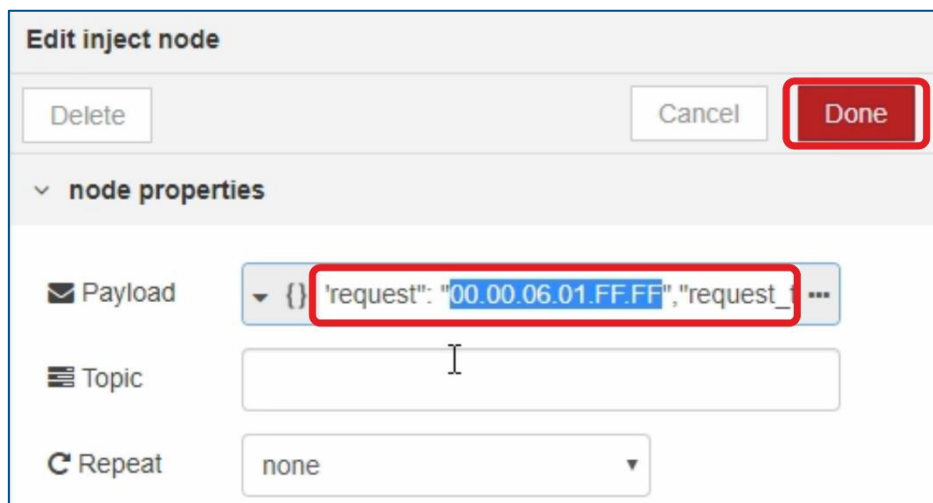 Edit inject node
Delete Cancel Done
node properties
Payload {} "request": "00.00.06.01.FF.FF","request_t ...
Topic
Repeat none